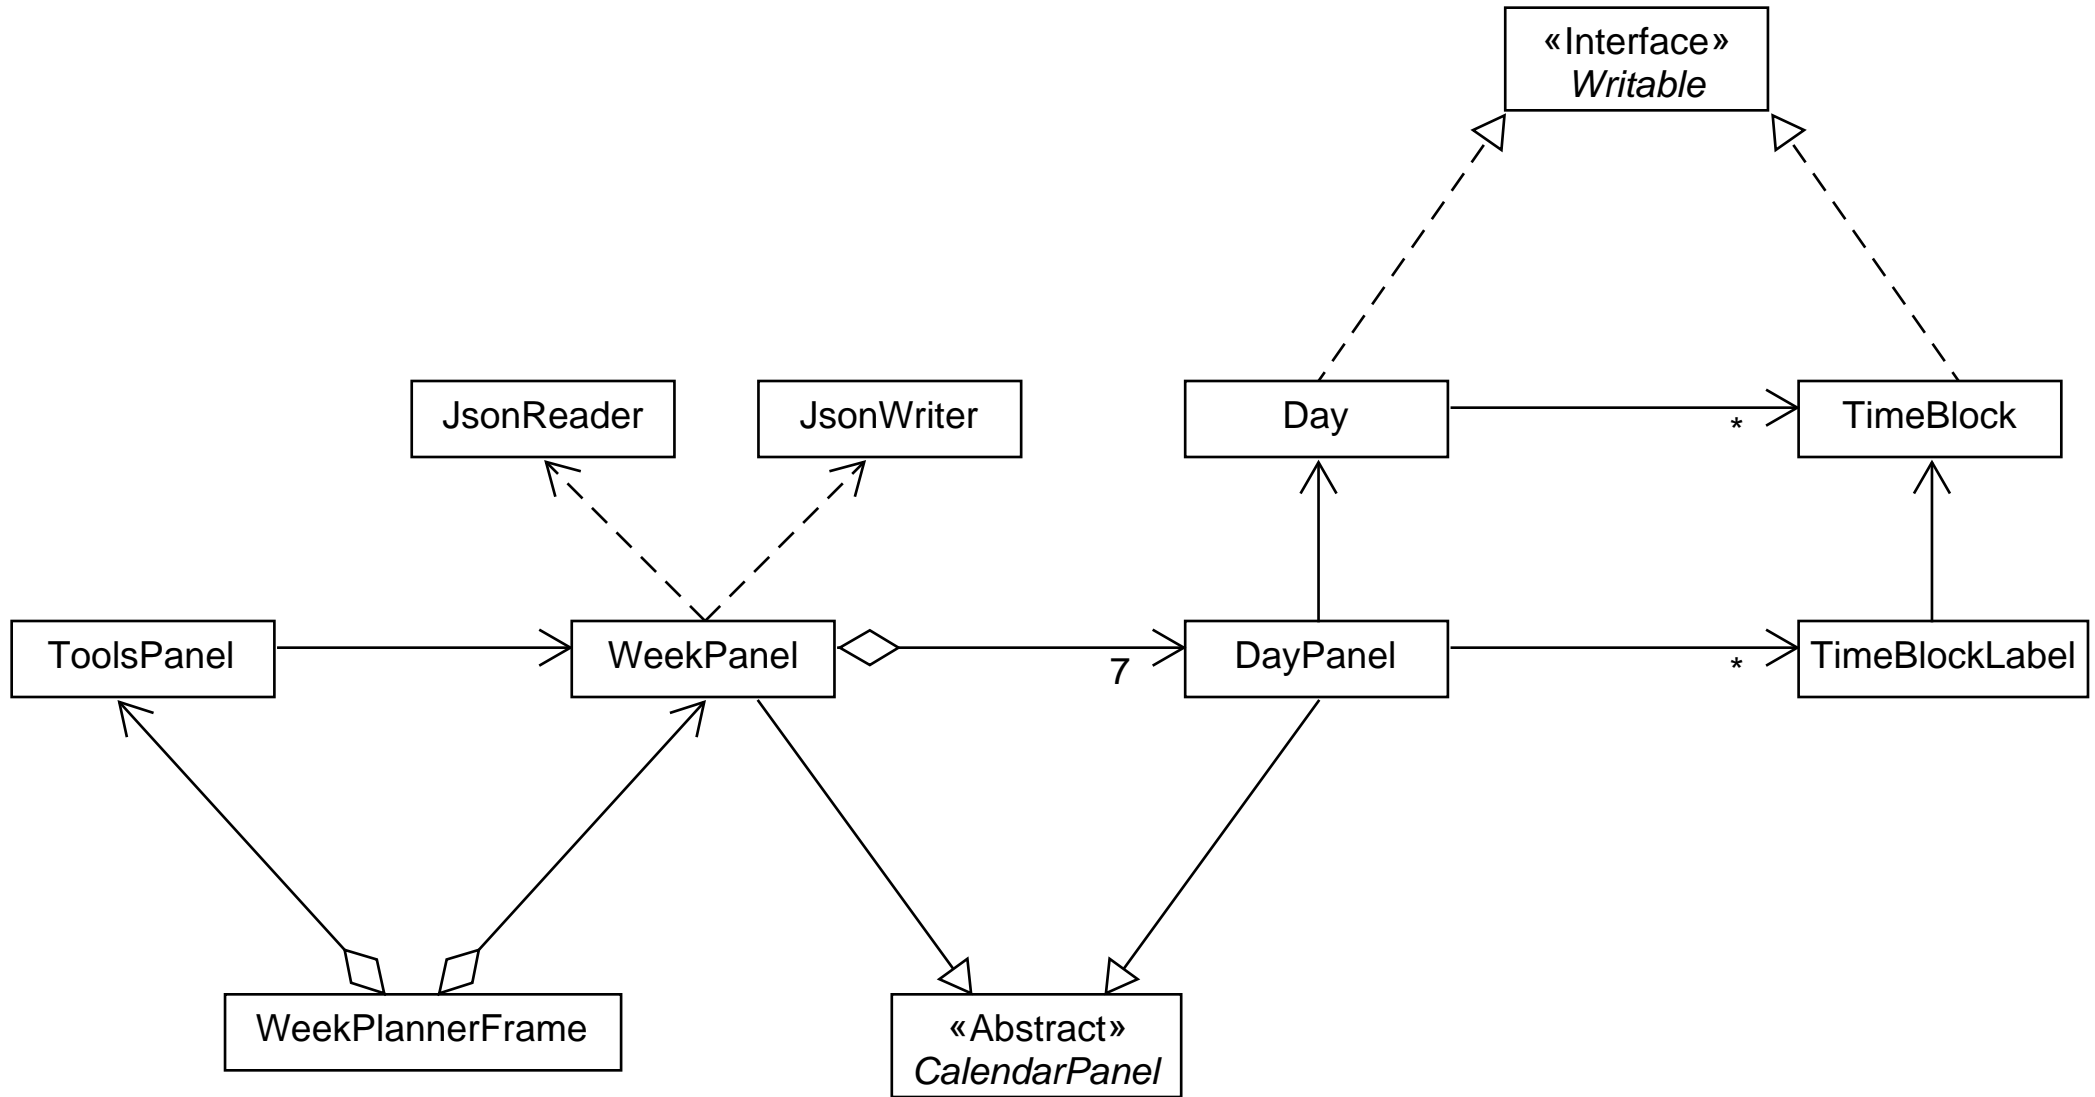 «Interface»
Writable
JsonReader
JsonWriter
Day
*
TimeBlock
ToolsPanel
WeekPanel
7
DayPanel
*
TimeBlockLabel
WeekPlannerFrame
«Abstract»
CalendarPanel